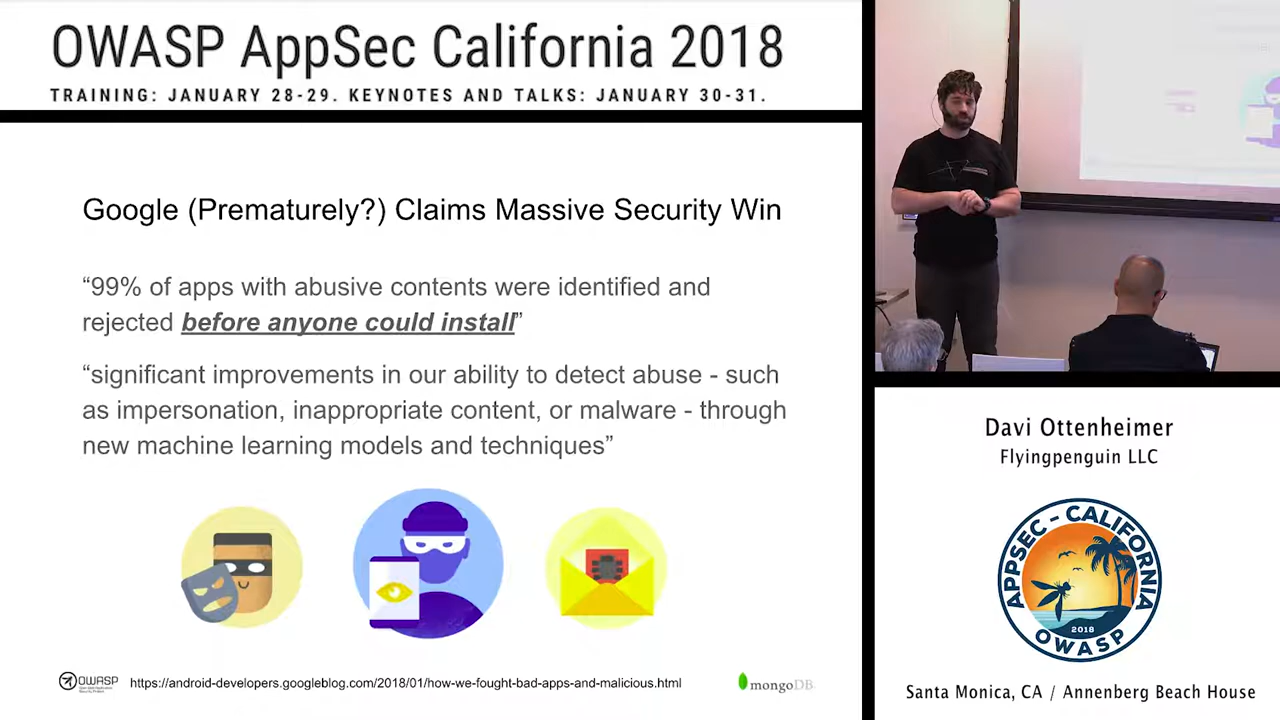 OWASP AppSec California 2018
TRAINING: JANUARY 28-29. KEYNOTES AND TALKS: JANUARY 30-31.
Google (Prematurely?) Claims Massive Security Win
“99% of apps with abusive contents were identified and
rejected before anyone could install”
“significant improvements in our ability to detect abuse - such
as impersonation, inappropriate content, or malware - through
new machine learning models and techniques”
OWASP
https://android-developers.googleblog.com/2018/01/how-we-fought-bad-apps-and-malicious.html
mongoDB
Davi Ottenheimer
Flyingpenguin LLC
APPSEC - CALIFORNIA
2018
OWASP
Santa Monica, CA / Annenberg Beach House